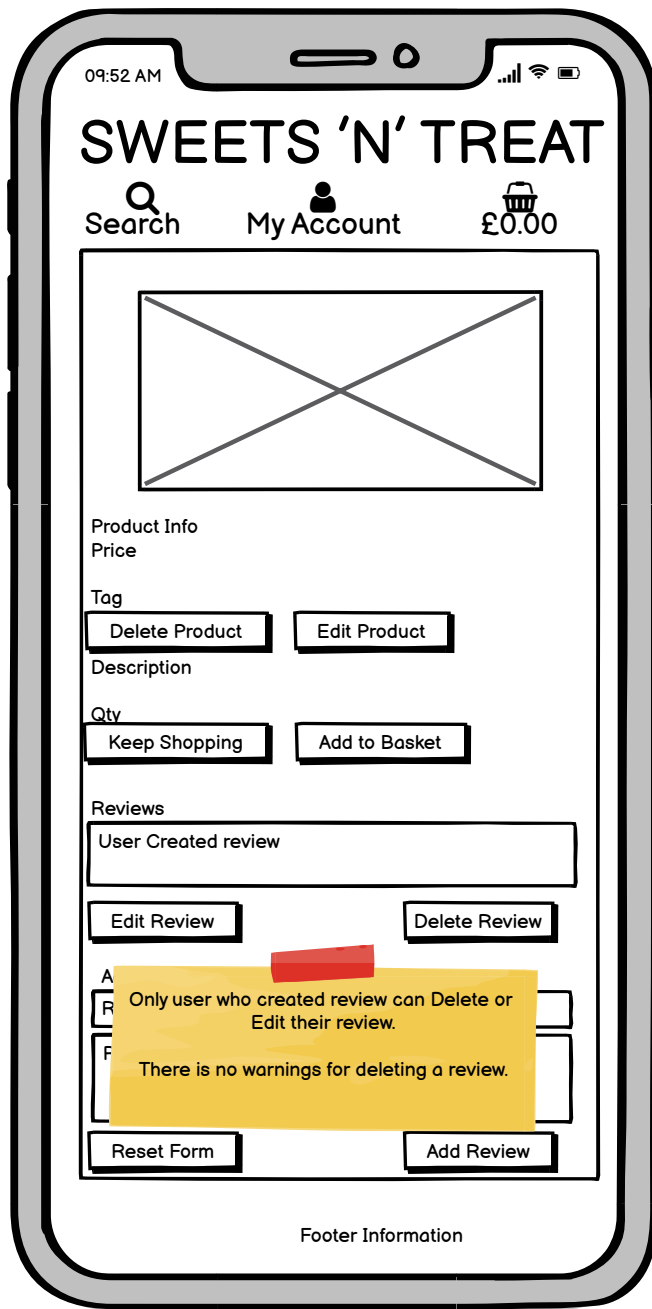 09:52 AM
SWEETS 'N' TREAT
Search
My Account
£0.00
Product Info
Price
Tag
Delete Product
Edit Product
Description
Qty
Keep Shopping
Add to Basket
Reviews
User Created review
Edit Review
Delete Review
Only user who created review can Delete or
Edit their review.
There is no warnings for deleting a review.
Reset Form
Add Review
Footer Information